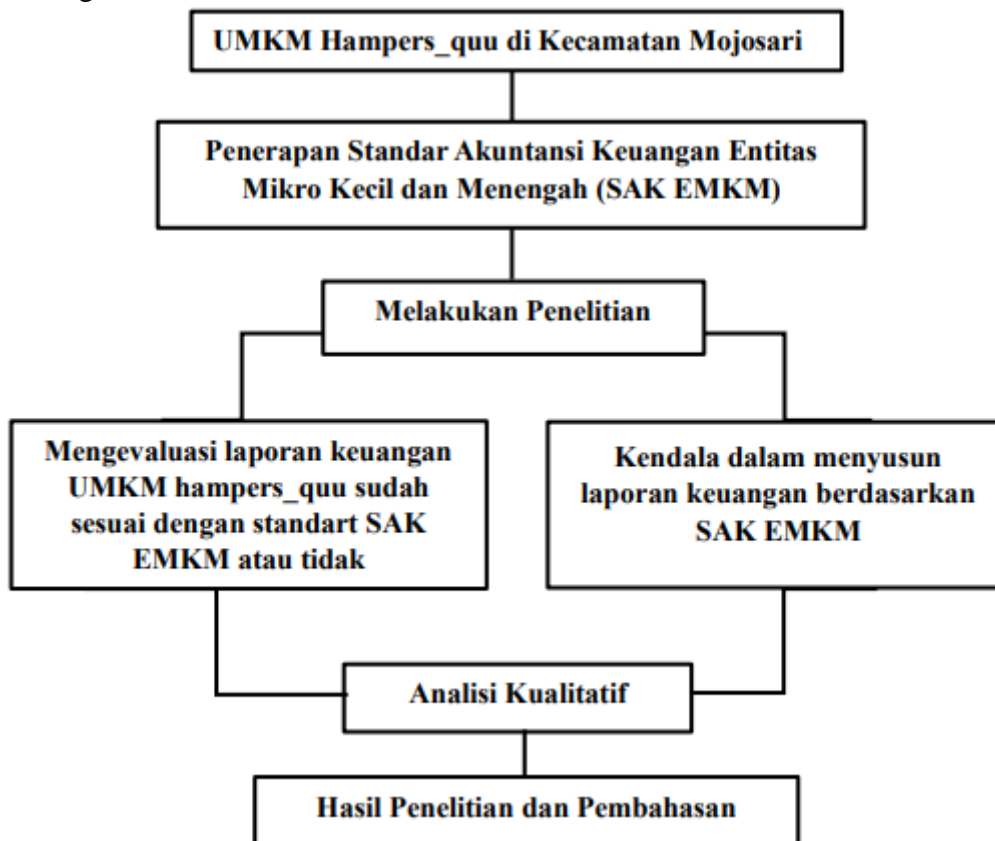 UMKM Hampers_quu di Kecamatan Mojosari
Penerapan Standar Akuntansi Keuangan Entitas
Mikro Kecil dan Menengah (SAK EMKM)
Melakukan Penelitian
Mengevaluasi laporan keuangan
UMKM hampers_quu sudah
sesuai dengan standart SAK
EMKM atau tidak
Kendala dalam menyusun
laporan keuangan berdasarkan
SAK EMKM
Analisi Kualitatif
Hasil Penelitian dan Pembahasan